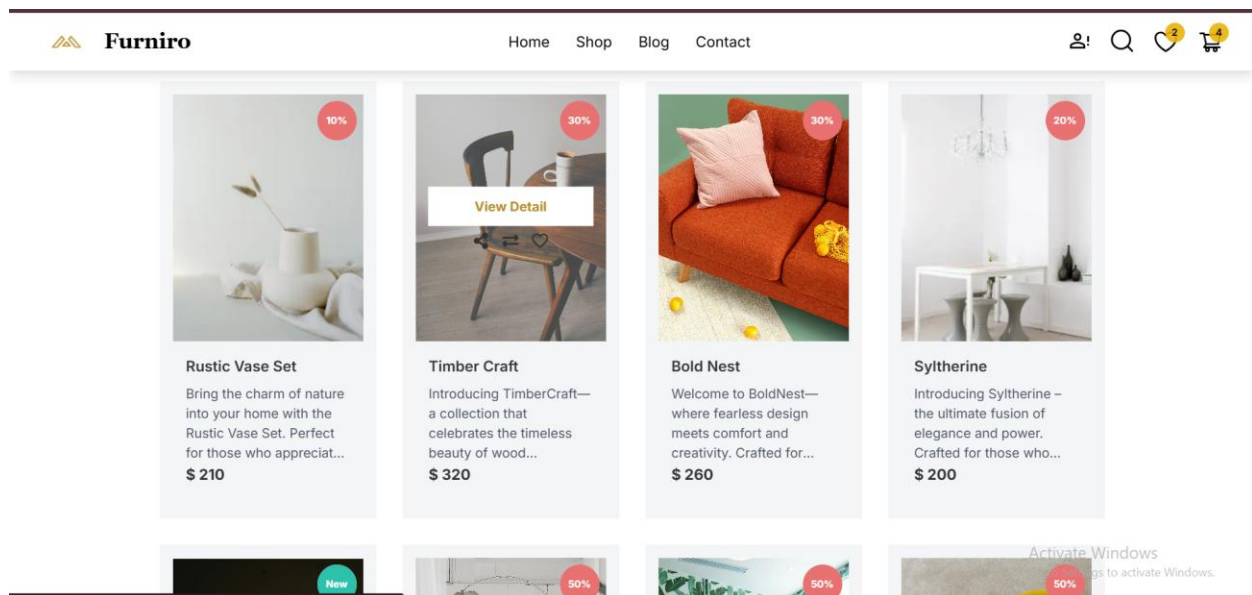 Furniro
Home Shop Blog Contact
2
4
10%
30%
30%
20%
View Detail
Rustic Vase Set
Bring the charm of nature
into your home with the
Rustic Vase Set. Perfect
for those who appreciat...
$ 210
Timber Craft
Introducing TimberCraft—
a collection that
celebrates the timeless
beauty of wood...
$ 320
Bold Nest
Welcome to BoldNest—
where fearless design
meets comfort and
creativity. Crafted for...
$ 260
Syltherine
Introducing Syltherine –
the ultimate fusion of
elegance and power.
Crafted for those who...
$ 200
New
50%
50%
50%
Activate Windows
gs to activate Windows.